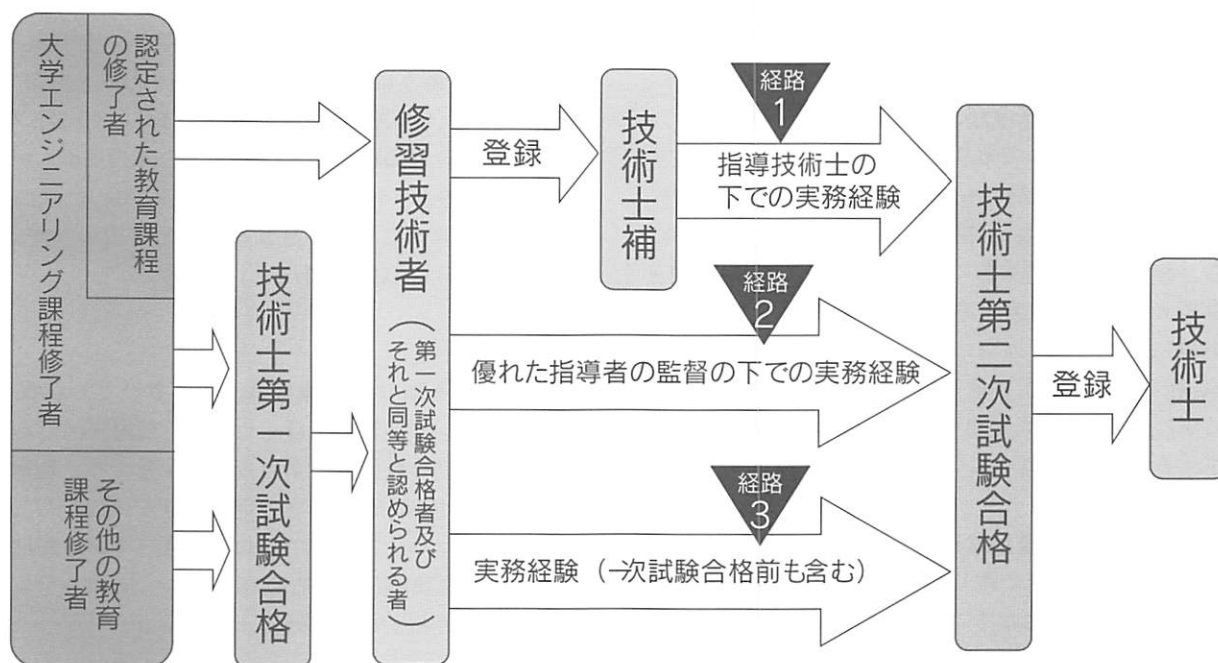 大学エンジニアリング課程修了者
認定された教育課程
の修了者
その他の教育
課程修了者
技術士第一次試験合格
修習技術者
（第一次試験合格者及び
それと同等と認められる者）
登録
技術士補
経路
1
指導技術士の
下での実務経験
経路
2
優れた指導者の監督の下での実務経験
経路
3
実務経験（一次試験合格前も含む）
技術士第二次試験合格
登録
技術士